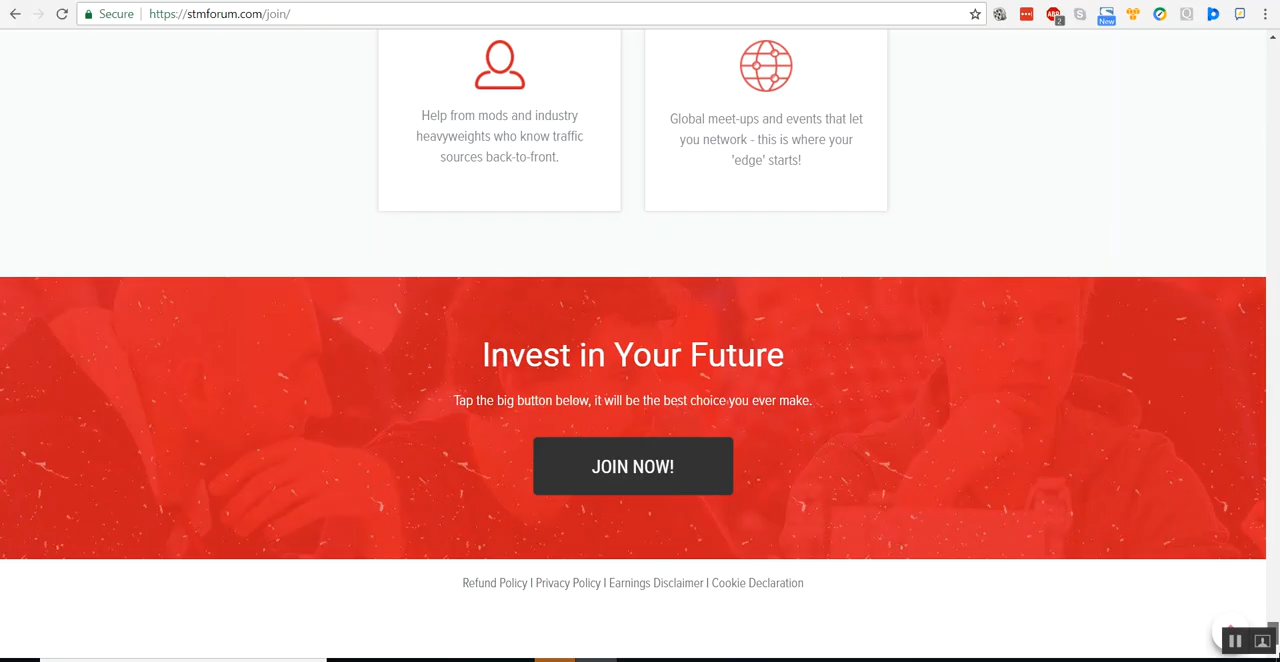 Secure
https://stmforum.com/join/
2
New
Help from mods and industry
heavyweights who know traffic
sources back-to-front.
Global meet-ups and events that let
you network - this is where your
'edge' starts!
Invest in Your Future
Tap the big button below, it will be the best choice you ever make.
JOIN NOW!
Refund Policy I Privacy Policy I Earnings Disclaimer I Cookie Declaration